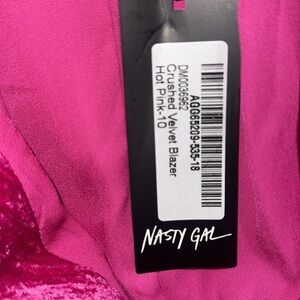 AGG65209-535-18
DM0036962
Crushed Velvet Blazer
Hot Pink-10
NASTY GAL